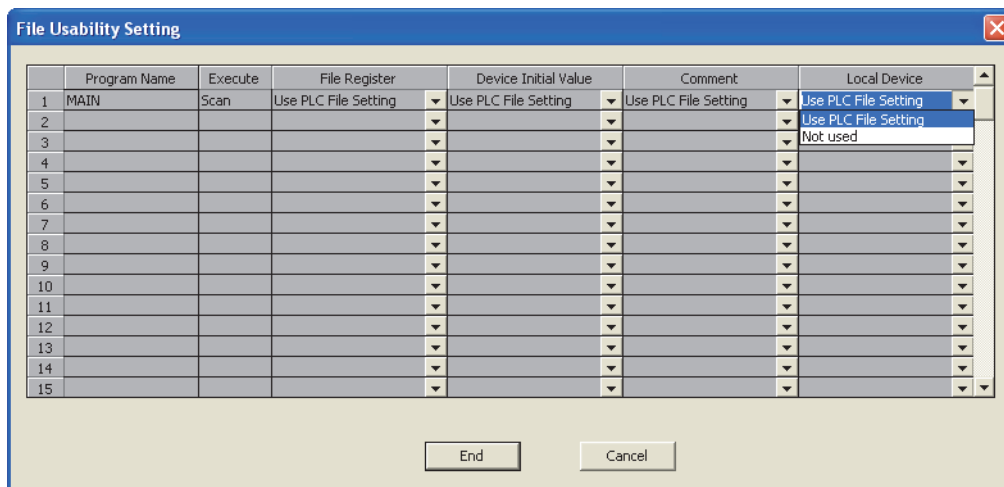 File Usability Setting
Program Name Execute File Register Device Initial Value Comment Local Device
1 MAIN Scan Use PLC File Setting Use PLC File Setting Use PLC File Setting Use PLC File Setting
2 Use PLC File Setting
3 Not used
4
5
6
7
8
9
10
11
12
13
14
15
End Cancel